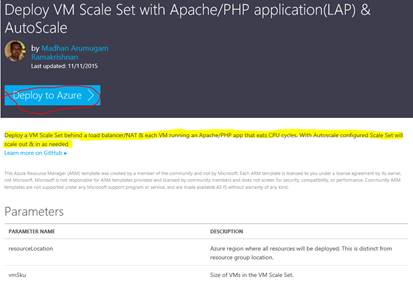 Deploy VM Scale Set with Apache/PHP application(LAP) &
AutoScale
by Madhan Arumugam
Ramakrishnan
Last updated: 11/11/2015
Deploy to Azure
Deploy a VM Scale Set behind a load balancer/NAT & each VM running an Apache/PHP app that eats CPU cycles. With Autoscale configured Scale Set will
scale out & in as needed
Learn more on GitHub
This Azure Resource Manager (ARM) template was created by a member of the community and not by Microsoft. Each ARM template is licensed to you under a license agreement by its owner,
not Microsoft. Microsoft is not responsible for ARM templates provided and licensed by community members and does not screen for security, compatibility, or performance. Community ARM
templates are not supported under any Microsoft support program or service, and are made available AS IS without warranty of any kind.
Parameters
PARAMETER NAME DESCRIPTION
resourceLocation Azure region where all resources will be deployed. This is distinct from
resource group location.
vmSku Size of VMs in the VM Scale Set.